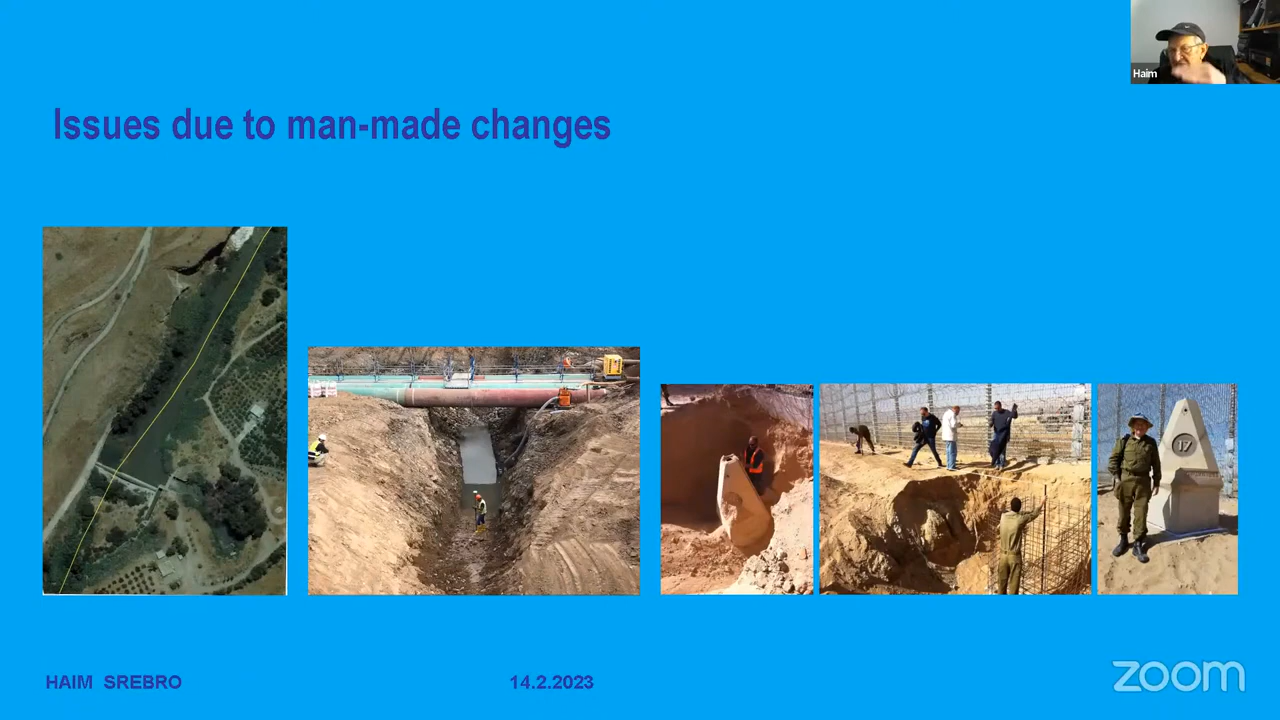 Haim
Issues due to man-made changes
17
HAIM SREBRO
14.2.2023
zoom